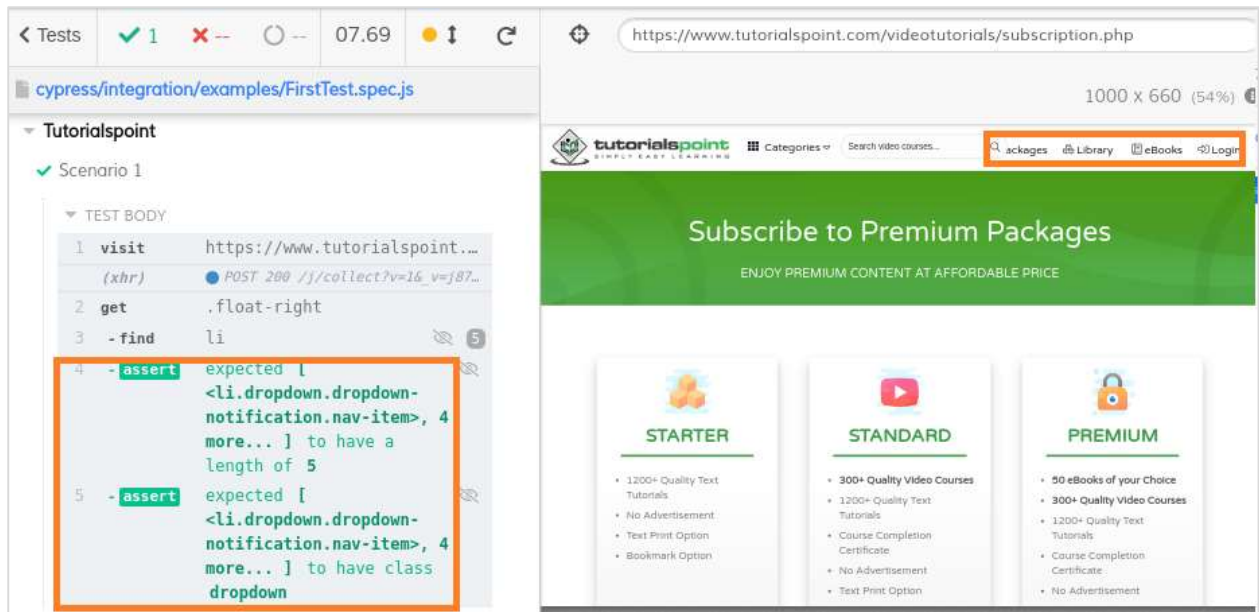 Tests 1 -- -- 07.69
cypress/integration/examples/FirstTest.spec.js
Tutorialspoint
Scenario 1
TEST BODY
1 visit https://www.tutorialspoint.…
(xhr) POST 200 /j/collect?v=1&_v=j87…
2 get .float-right
3 -find li 5
4 -assert expected [
<li.dropdown.dropdown-
notification.nav-item>, 4
more... ] to have a
length of 5
5 -assert expected [
<li.dropdown.dropdown-
notification.nav-item>, 4
more... ] to have class
dropdown
https://www.tutorialspoint.com/videotutorials/subscription.php
1000 x 660 (54%)
tutorialspoint Categories Search video courses... ackages Library eBooks Login
SIMPLY EASY LEARNING
Subscribe to Premium Packages
ENJOY PREMIUM CONTENT AT AFFORDABLE PRICE
STARTER
1200+ Quality Text
Tutorials
No Advertisement
Text Print Option
Bookmark Option
STANDARD
300+ Quality Video Courses
1200+ Quality Text
Tutorials
Course Completion
Certificate
No Advertisement
Text Print Option
PREMIUM
50 eBooks of your Choice
300+ Quality Video Courses
1200+ Quality Text
Tutorials
Course Completion
Certificate
No Advertisement